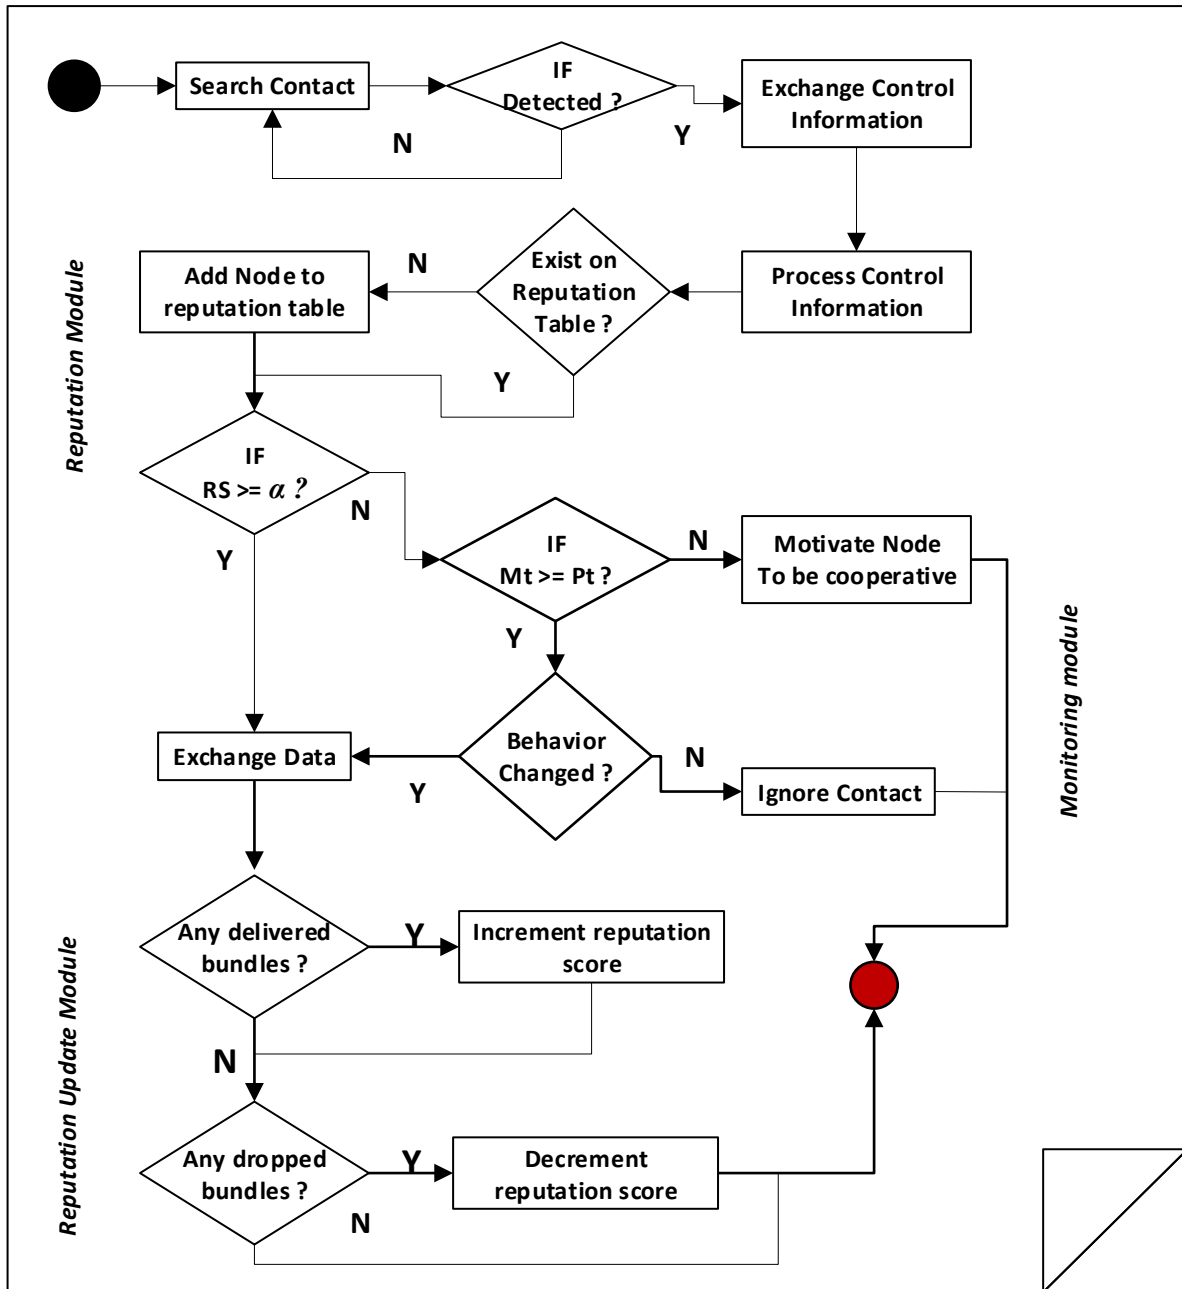 Search Contact
IF
Detected ?
N
Y
Exchange Control
Information
Reputation Module
Add Node to
reputation table
N
Exist on
Reputation
Table ?
Y
Process Control
Information
IF
RS >= α ?
N
Y
IF
Mt >= Pt ?
N
Y
Motivate Node
To be cooperative
Monitoring module
Exchange Data
Y
Behavior
Changed ?
N
Ignore Contact
Reputation Update Module
Any delivered
bundles ?
Y
Increment reputation
score
N
Any dropped
bundles ?
Y
N
Decrement
reputation score